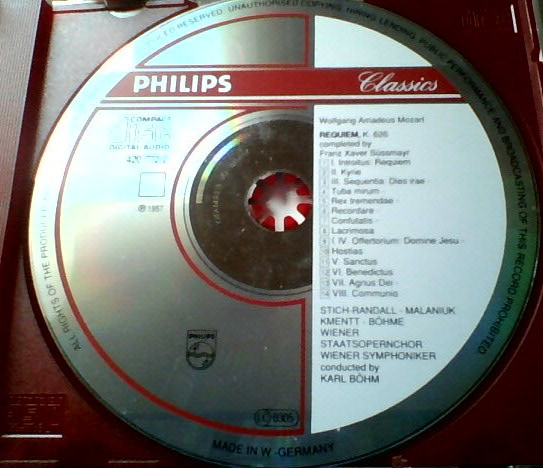 ALL RIGHTS OF THE PRODUCER
RESERVED. UNAUTHORISED COPYING, HIRING, LENDING, PUBLIC PERFORMANCE AND BROADCASTING OF THIS RECORD PROHIBITED
PHILIPS Classics
COMPACT
disc
DIGITAL AUDIO
℗ 1987
Wolfgang Amadeus Mozart
REQUIEM, K. 626
completed by
Franz Xaver Süssmayr
I. Introitus: Requiem
II. Kyrie
III. Sequentia: Dies irae
Tuba mirum
Rex tremendae
Recordare
Confutatis
Lacrimosa
IV. Offertorium: Domine Jesu
Hostias
V. Sanctus
VI. Benedictus
VII. Agnus Dei
VIII. Communio
STICH-RANDALL - MALANIUK
KMENTT - BÖHME
WIENER
STAATSOPERNCHOR
WIENER SYMPHONIKER
conducted by
KARL BÖHM
PHILIPS
MADE IN W-GERMANY